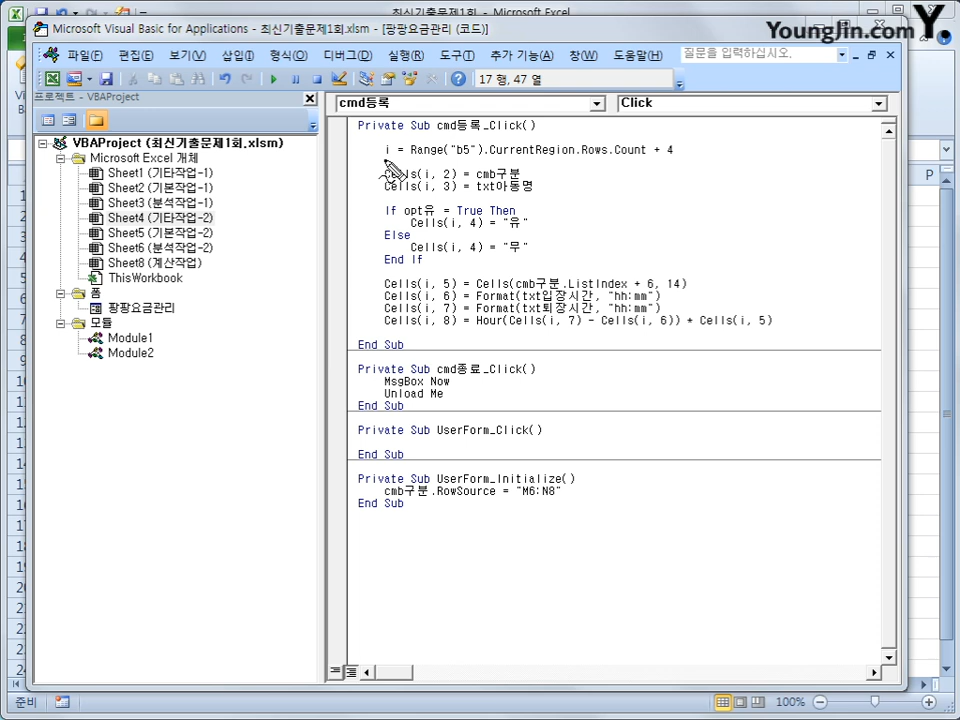 최신기출문제1회 - Microsoft Excel
Microsoft Visual Basic for Applications - 최신기출문제1회.xlsm - [팡팡요금관리 (코드)]
YoungJin.com Y.
파일(F) 편집(E) 보기(V) 삽입(I) 형식(O) 디버그(D) 실행(R) 도구(T) 추가 기능(A) 창(W) 도움말(H) 질문을 입력하십시오.
17 행, 47 열
프로젝트 - VBAProject
cmd등록 Click
VBAProject (최신기출문제1회.xlsm)
Microsoft Excel 개체
Sheet1 (기타작업-1)
Sheet2 (기본작업-1)
Sheet3 (분석작업-1)
Sheet4 (기타작업-2)
Sheet5 (기본작업-2)
Sheet6 (분석작업-2)
Sheet8 (계산작업)
ThisWorkbook
폼
팡팡요금관리
모듈
Module1
Module2
Private Sub cmd등록_Click()
i = Range("b5").CurrentRegion.Rows.Count + 4
Cells(i, 2) = cmb구분
Cells(i, 3) = txt아동명
If opt유 = True Then
Cells(i, 4) = "유"
Else
Cells(i, 4) = "무"
End If
Cells(i, 5) = Cells(cmb구분.ListIndex + 6, 14)
Cells(i, 6) = Format(txt입장시간, "hh:mm")
Cells(i, 7) = Format(txt퇴장시간, "hh:mm")
Cells(i, 8) = Hour(Cells(i, 7) - Cells(i, 6)) * Cells(i, 5)
End Sub
Private Sub cmd종료_Click()
MsgBox Now
Unload Me
End Sub
Private Sub UserForm_Click()
End Sub
Private Sub UserForm_Initialize()
cmb구분.RowSource = "M6:N8"
End Sub
P
준비 100%